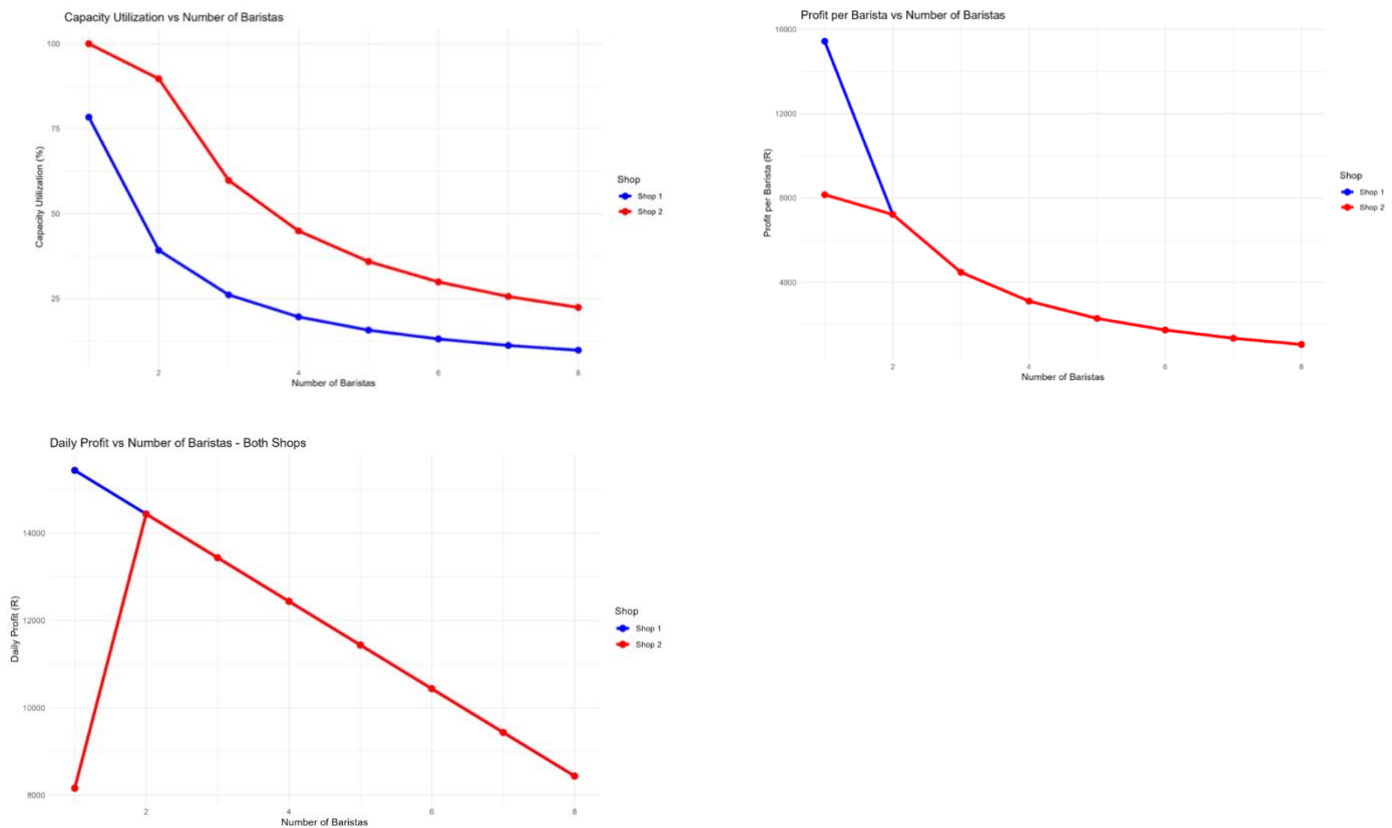 Capacity Utilization vs Number of Baristas
100
75
50
25
Capacity Utilization (%)
2
4
6
8
Number of Baristas
Shop
Shop 1
Shop 2
Profit per Barista vs Number of Baristas
16000
12000
8000
4000
Profit per Barista (R)
2
4
6
8
Number of Baristas
Shop
Shop 1
Shop 2
Daily Profit vs Number of Baristas - Both Shops
14000
12000
10000
8000
Daily Profit (R)
2
4
6
8
Number of Baristas
Shop
Shop 1
Shop 2